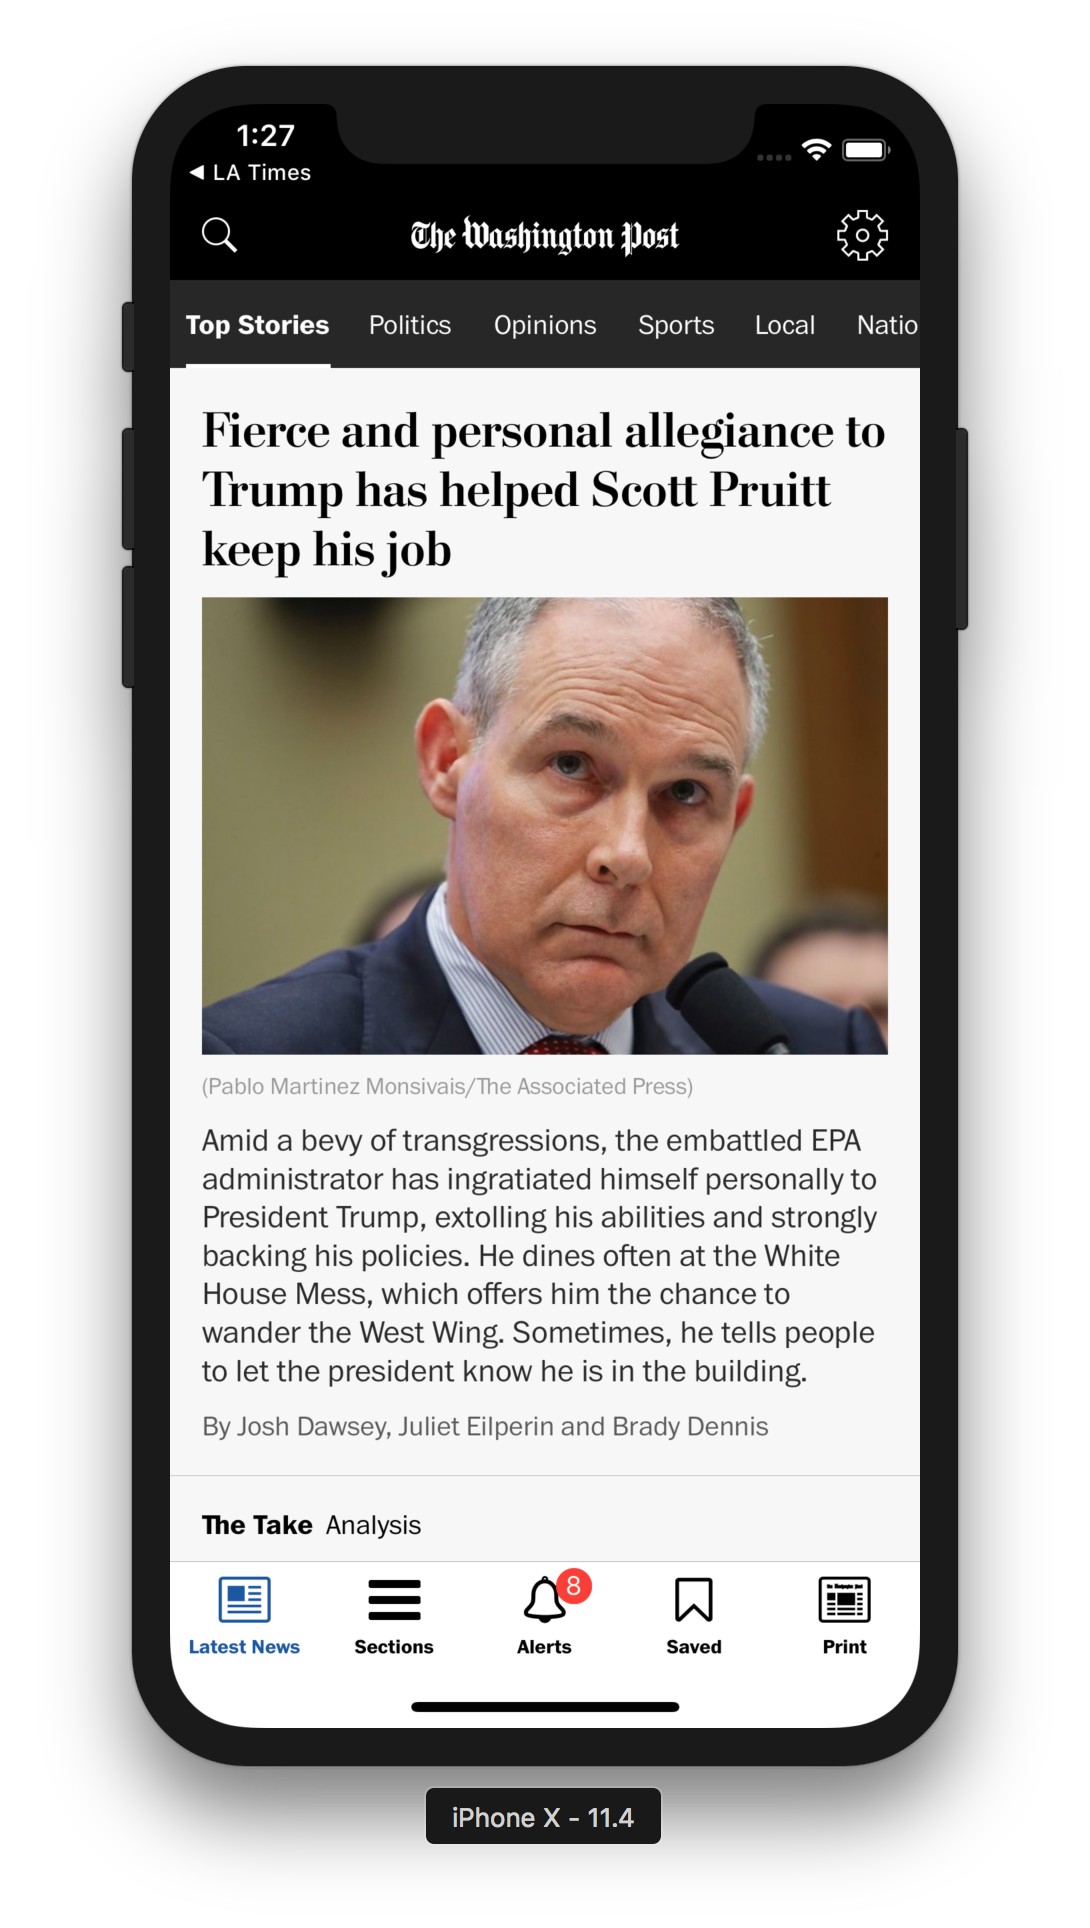 1:27
◀ LA Times
The Washington Post
Top Stories Politics Opinions Sports Local Natio
Fierce and personal allegiance to
Trump has helped Scott Pruitt
keep his job
(Pablo Martinez Monsivais/The Associated Press)
Amid a bevy of transgressions, the embattled EPA
administrator has ingratiated himself personally to
President Trump, extolling his abilities and strongly
backing his policies. He dines often at the White
House Mess, which offers him the chance to
wander the West Wing. Sometimes, he tells people
to let the president know he is in the building.
By Josh Dawsey, Juliet Eilperin and Brady Dennis
The Take Analysis
8
Latest News Sections Alerts Saved Print
iPhone X - 11.4